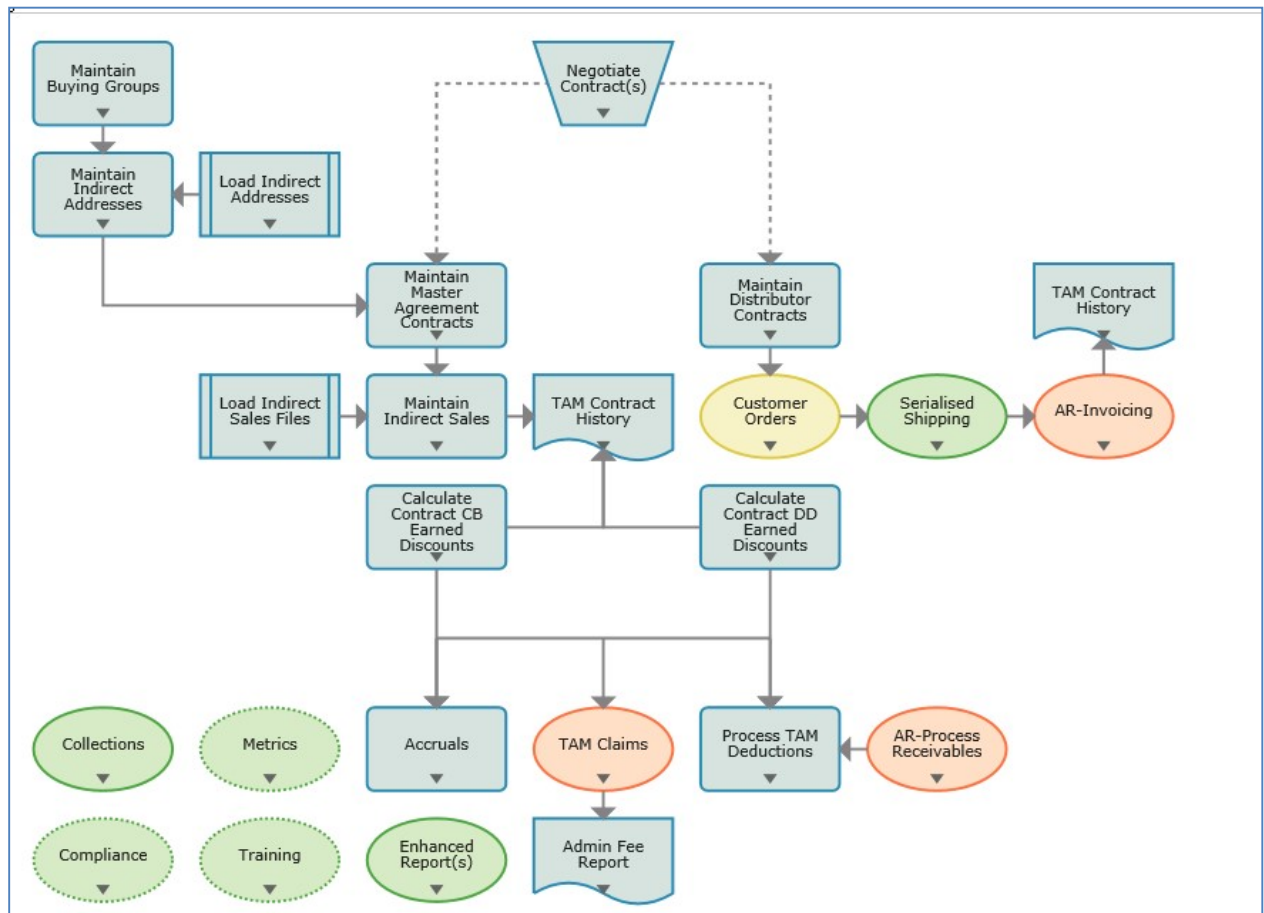 Maintain
Buying Groups
Negotiate
Contract(s)
Maintain
Indirect
Addresses
Load Indirect
Addresses
Maintain
Master
Agreement
Contracts
Maintain
Distributor
Contracts
TAM Contract
History
Load Indirect
Sales Files
Maintain
Indirect Sales
TAM Contract
History
Customer
Orders
Serialised
Shipping
AR-Invoicing
Calculate
Contract CB
Earned
Discounts
Calculate
Contract DD
Earned
Discounts
Collections
Metrics
Accruals
TAM Claims
Process TAM
Deductions
AR-Process
Receivables
Compliance
Training
Enhanced
Report(s)
Admin Fee
Report